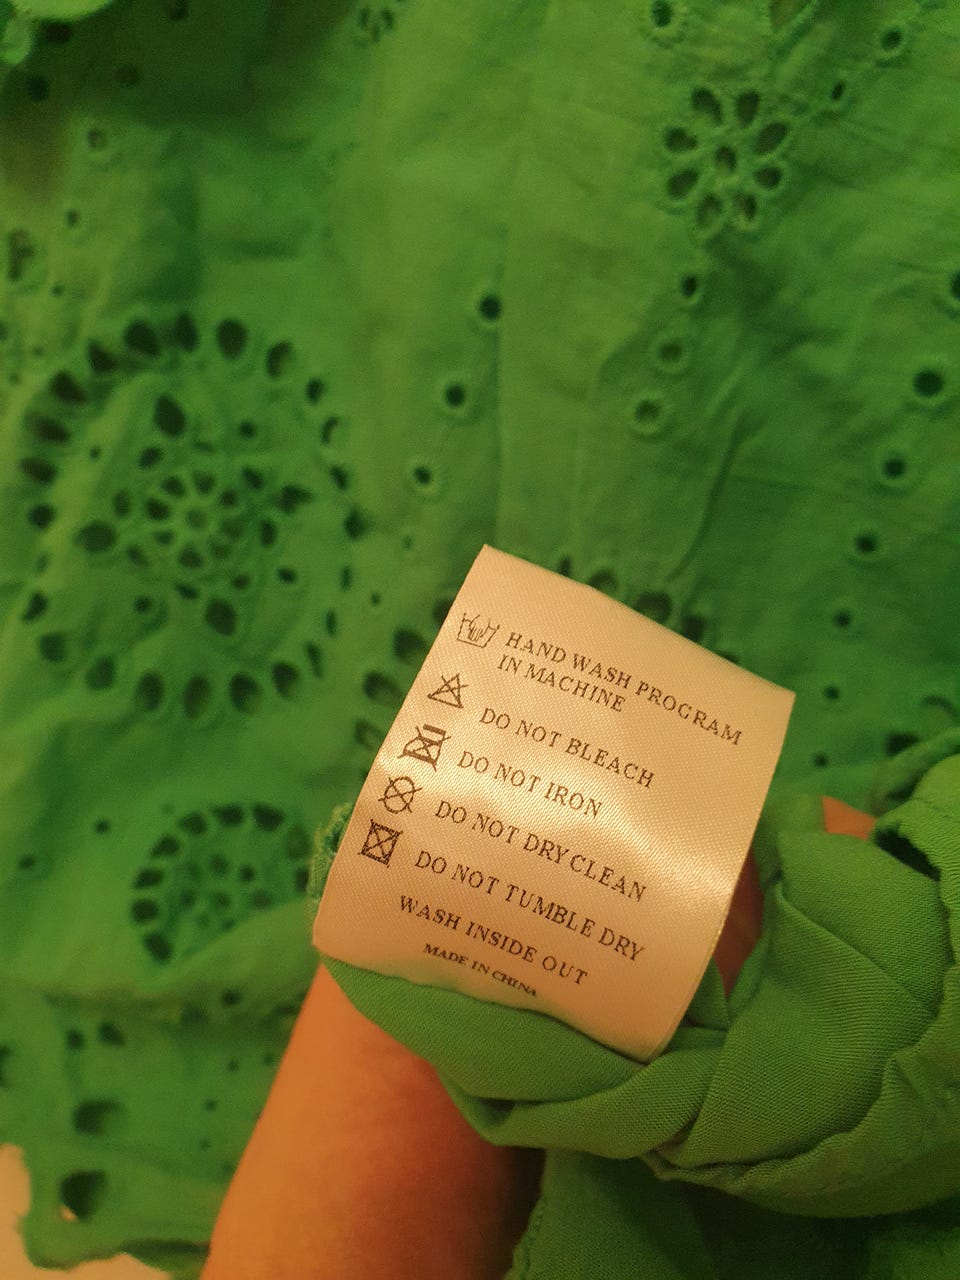 HAND WASH PROGRAM
IN MACHINE
DO NOT BLEACH
DO NOT IRON
DO NOT DRY CLEAN
DO NOT TUMBLE DRY
WASH INSIDE OUT
MADE IN CHINA